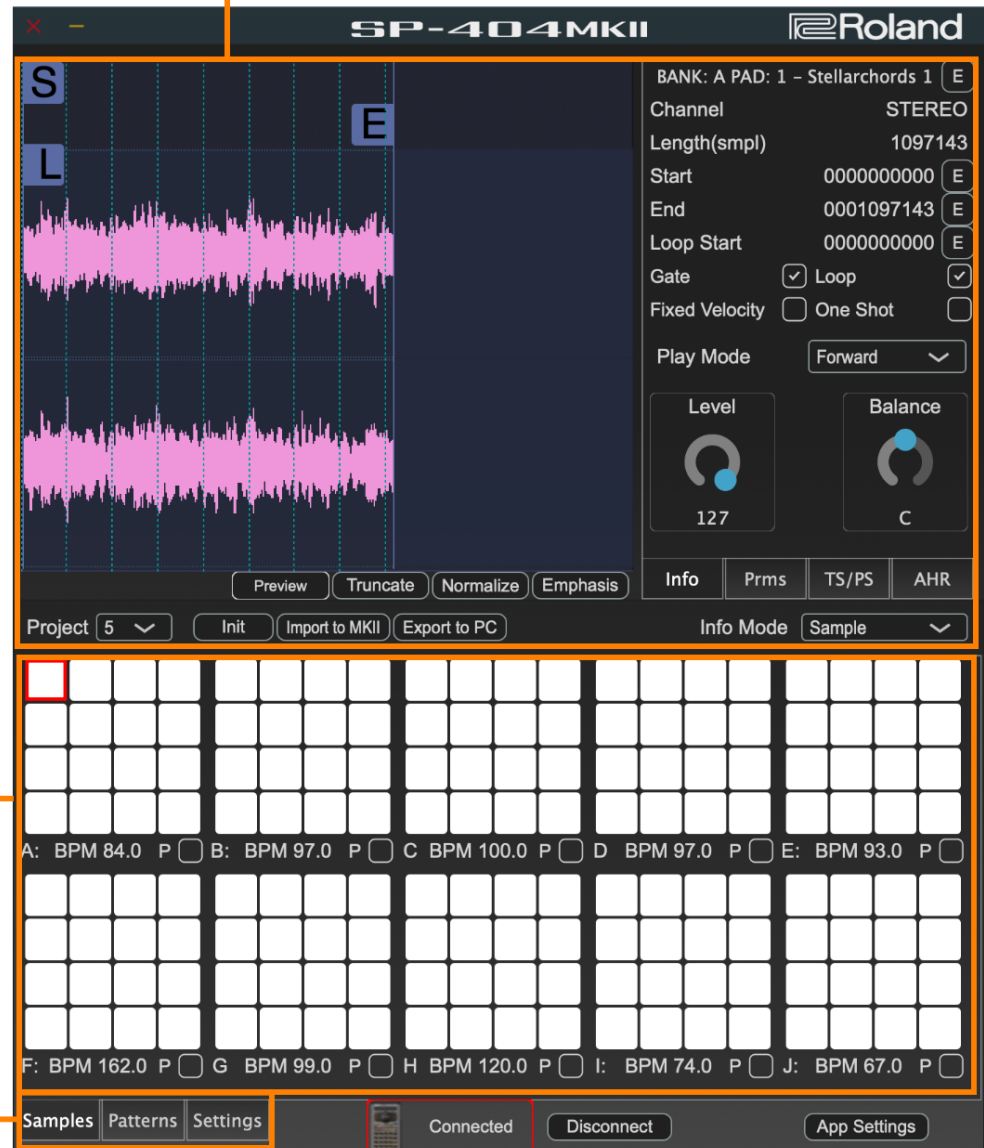 SP-404MKII Roland
S
E
L
BANK: A PAD: 1 – Stellarchords 1 E
Channel STEREO
Length(smpl) 1097143
Start 0000000000 E
End 0001097143 E
Loop Start 0000000000 E
Gate Loop
Fixed Velocity One Shot
Play Mode Forward
Level Balance
127 C
Preview Truncate Normalize Emphasis Info Prms TS/PS AHR
Project 5 Init Import to MKII Export to PC Info Mode Sample
A: BPM 84.0 P B: BPM 97.0 P C BPM 100.0 P D BPM 97.0 P E: BPM 93.0 P
F: BPM 162.0 P G BPM 99.0 P H BPM 120.0 P I: BPM 74.0 P J: BPM 67.0 P
Samples Patterns Settings Connected Disconnect App Settings